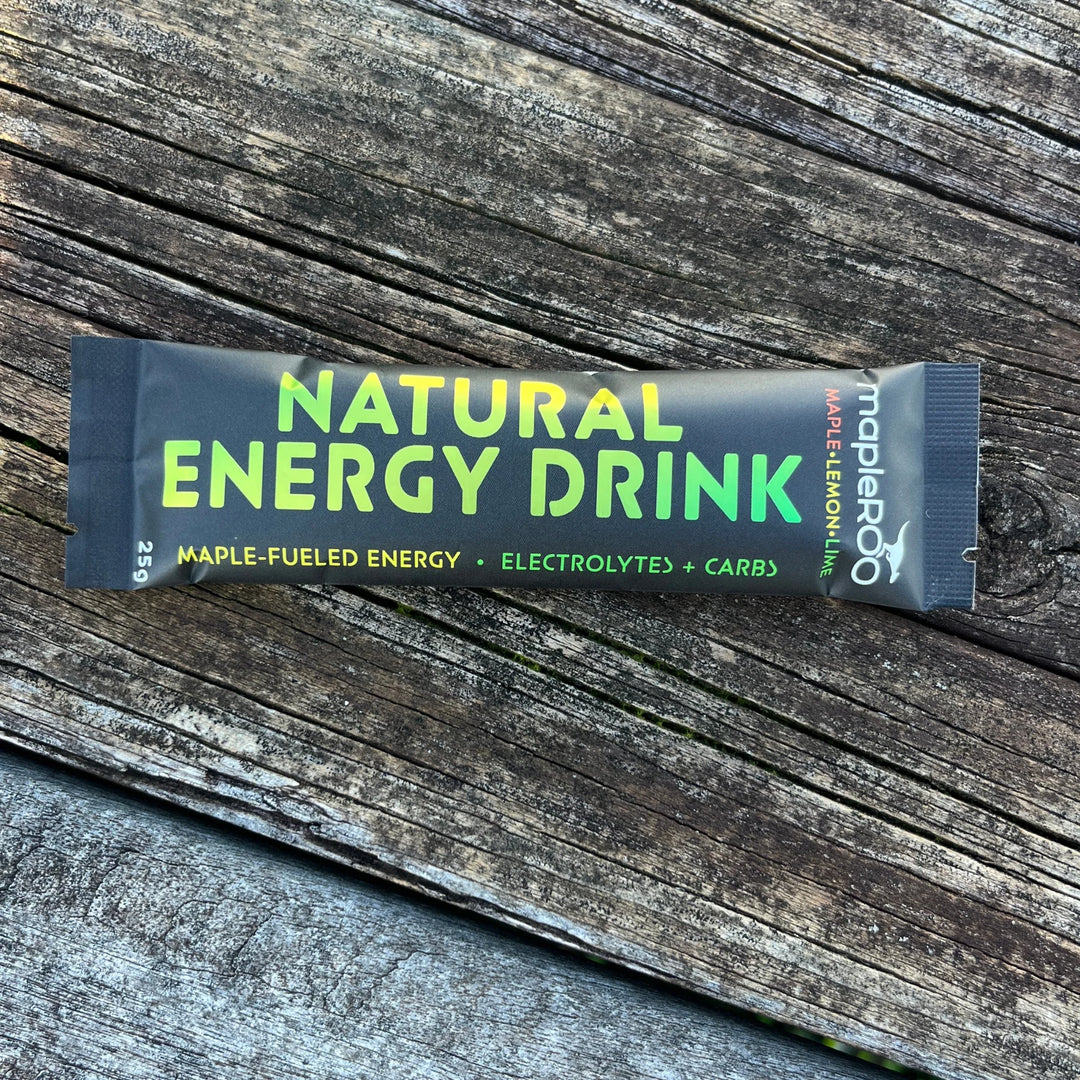 NATURAL
ENERGY DRINK
MAPLE-FUELED ENERGY • ELECTROLYTES + CARBS
25g
mapleROO
MAPLE•LEMON•LIME